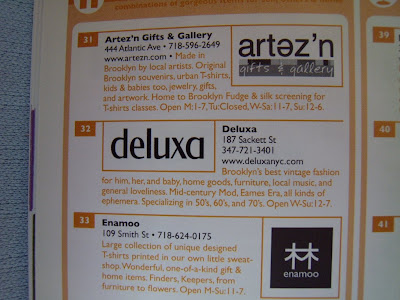 combinations of gorgeous items for
31
Artez'n Gifts & Gallery
444 Atlantic Ave • 718-596-2649
www.artezn.com • Made in
Brooklyn by local artists. Original
Brooklyn souvenirs, urban T-shirts,
kids & babies too, jewelry, gifts,
and artwork. Home to Brooklyn Fudge & silk screening for
T-shirts classes. Open M:1-7, Tu:Closed, W-Sa:11-7, Su:12-6.
artəz'n
gifts & gallery
32
deluxa
Deluxa
187 Sackett St
347-721-3401
www.deluxanyc.com
Brooklyn's best vintage fashion
for him, her, and baby, home goods, furniture, local music, and
general loveliness. Mid-century Mod, Eames Era, all kinds of
ephemera. Specializing in 50's, 60's, and 70's. Open W-Su:12-7.
33
Enamoo
109 Smith St • 718-624-0175
Large collection of unique designed
T-shirts printed in our own little sweat-
shop. Wonderful, one-of-a-kind gift &
home items. Finders, Keepers, from
furniture to flowers. Open M-Su:11-7.
enamoo
39
40
41